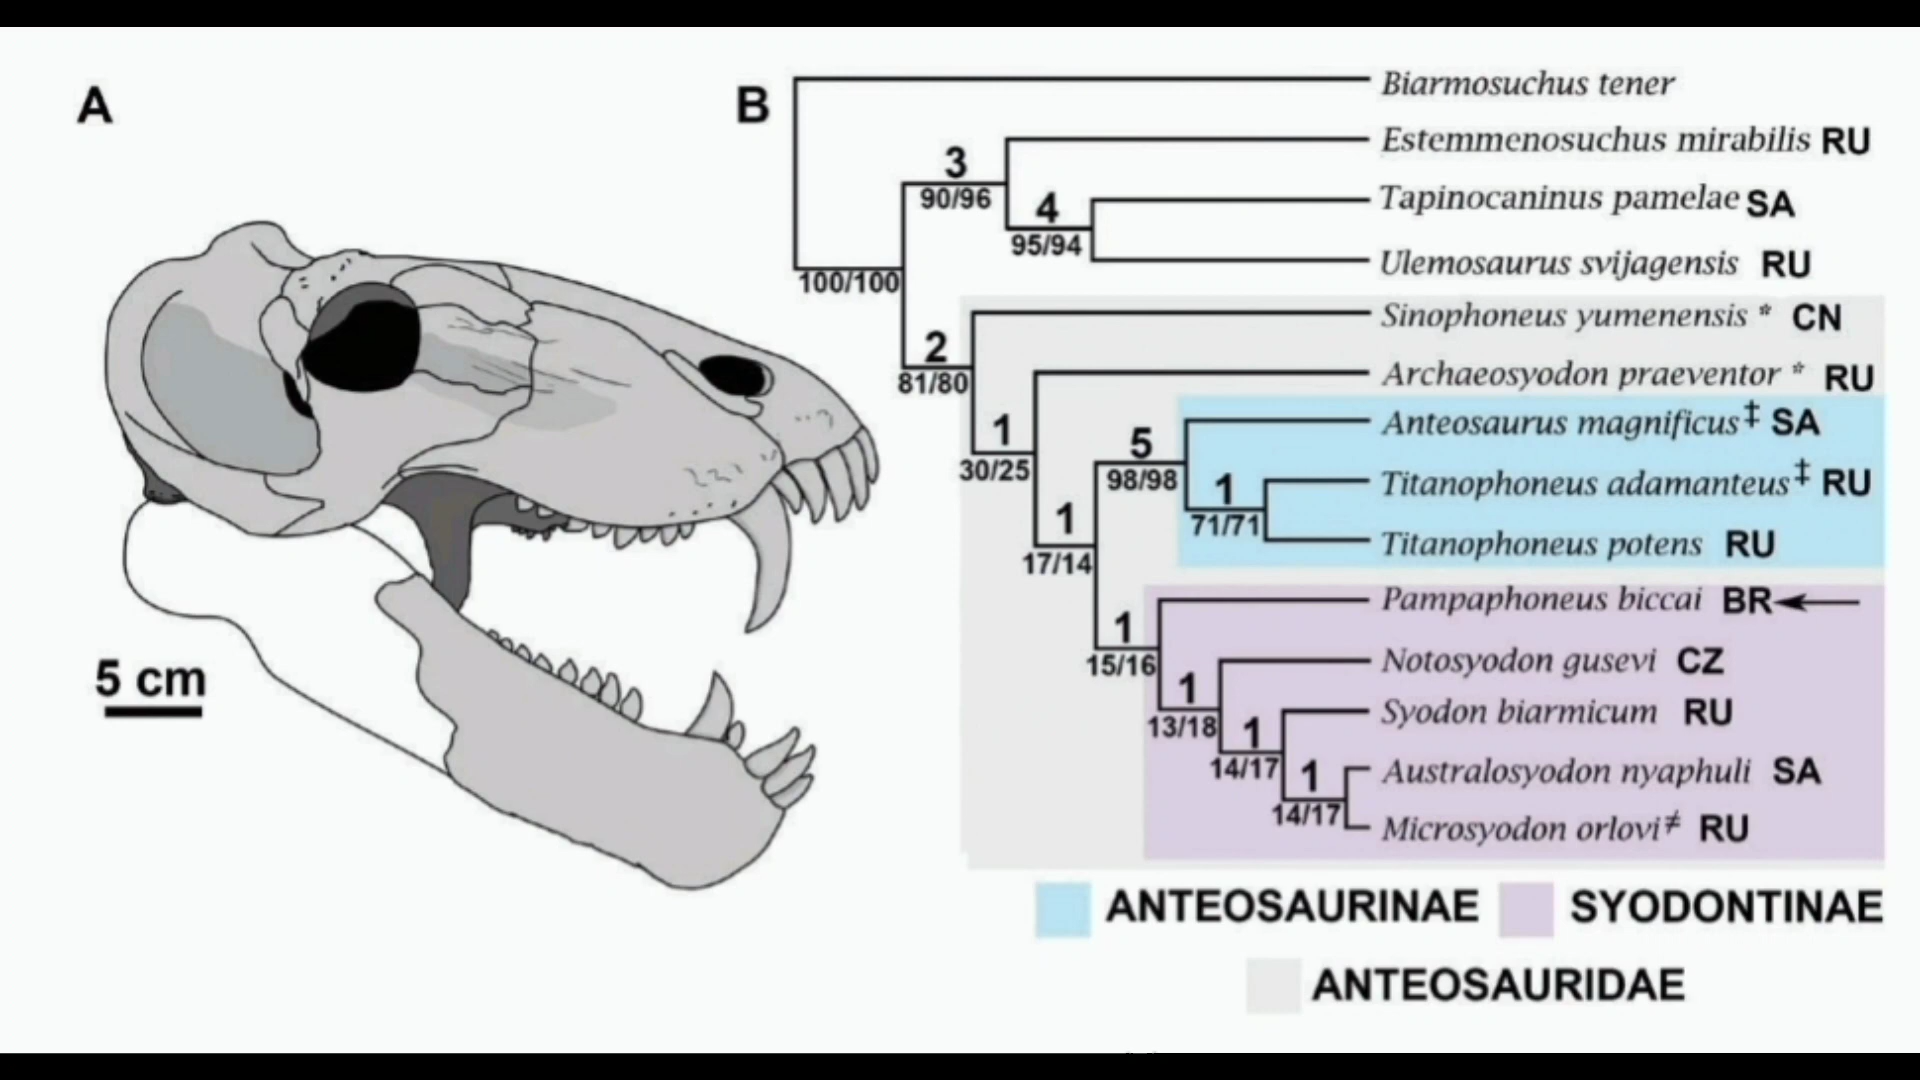 A
5 cm
B
Biarmosuchus tener
Estemmenosuchus mirabilis RU
3
90/96
Tapinocaninus pamelae SA
4
95/94
Ulemosaurus svijagensis RU
100/100
Sinophoneus yumenensis * CN
2
81/80
Archaeosyodon praeventor * RU
1
30/25
Anteosaurus magnificus‡ SA
5
98/98
Titanophoneus adamanteus‡ RU
1
71/71
Titanophoneus potens RU
1
17/14
Pampaphoneus biccai BR
1
15/16
Notosyodon gusevi CZ
1
13/18
Syodon biarmicum RU
1
14/17
Australosyodon nyaphuli SA
1
14/17
Microsyodon orlovi≠ RU
ANTEOSAURINAE SYODONTINAE
ANTEOSAURIDAE